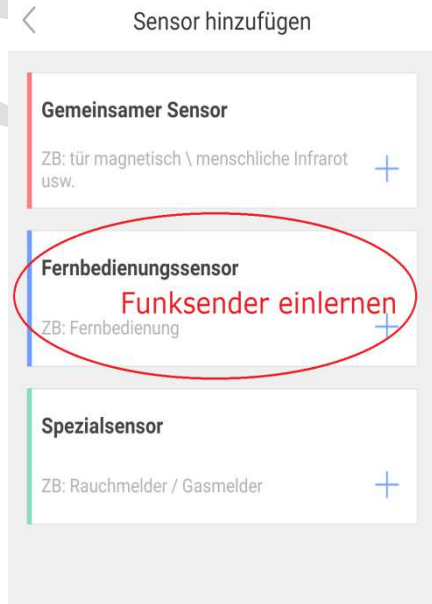 Sensor hinzufügen
Gemeinsamer Sensor
ZB: tür magnetisch \ menschliche Infrarot
usw.
Fernbedienungssensor
Funksender einlernen
ZB: Fernbedienung
Spezialsensor
ZB: Rauchmelder / Gasmelder